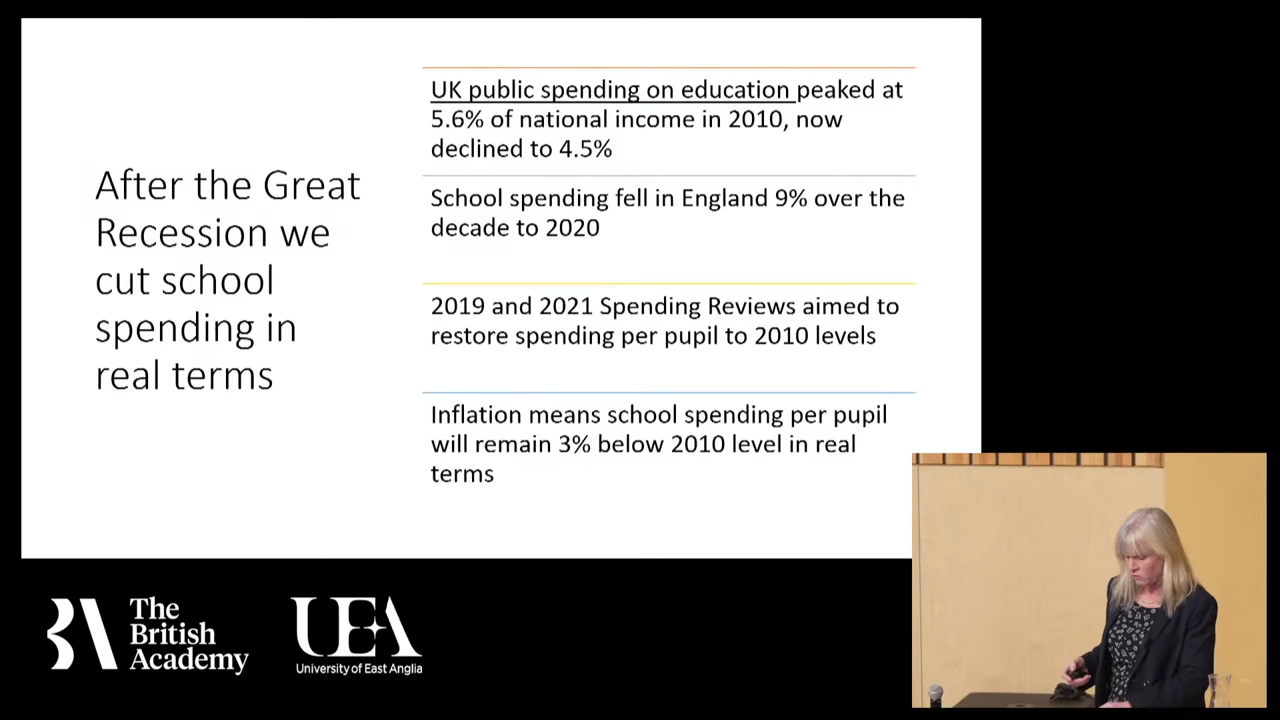 After the Great
Recession we
cut school
spending in
real terms
UK public spending on education peaked at
5.6% of national income in 2010, now
declined to 4.5%
School spending fell in England 9% over the
decade to 2020
2019 and 2021 Spending Reviews aimed to
restore spending per pupil to 2010 levels
Inflation means school spending per pupil
will remain 3% below 2010 level in real
terms
The
British
Academy
UEA
University of East Anglia